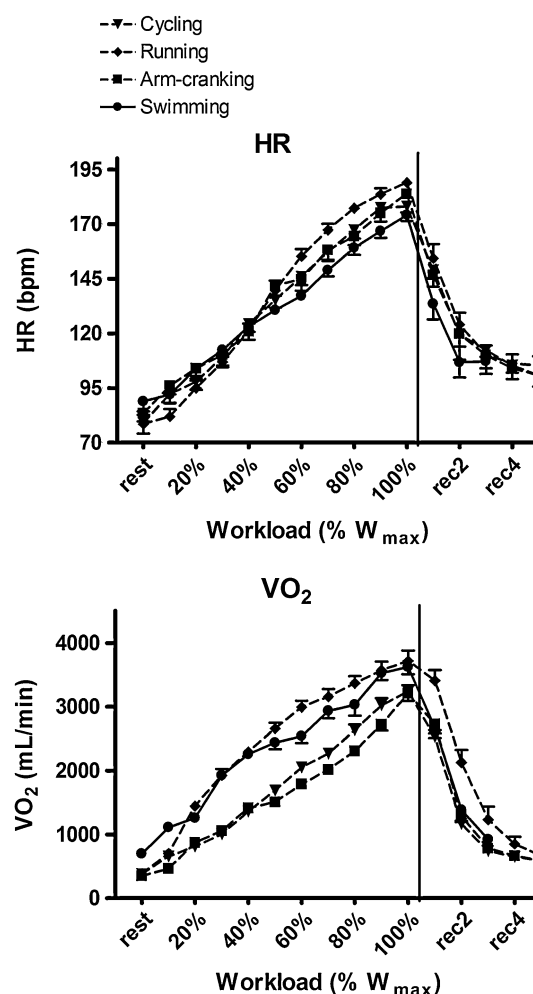 Cycling
Running
Arm-cranking
Swimming
HR
195
170
145
120
95
70
HR (bpm)
rest 20% 40% 60% 80% 100% rec2 rec4
Workload (% Wmax)
VO2
4000
3000
2000
1000
0
VO2 (mL/min)
rest 20% 40% 60% 80% 100% rec2 rec4
Workload (% Wmax)